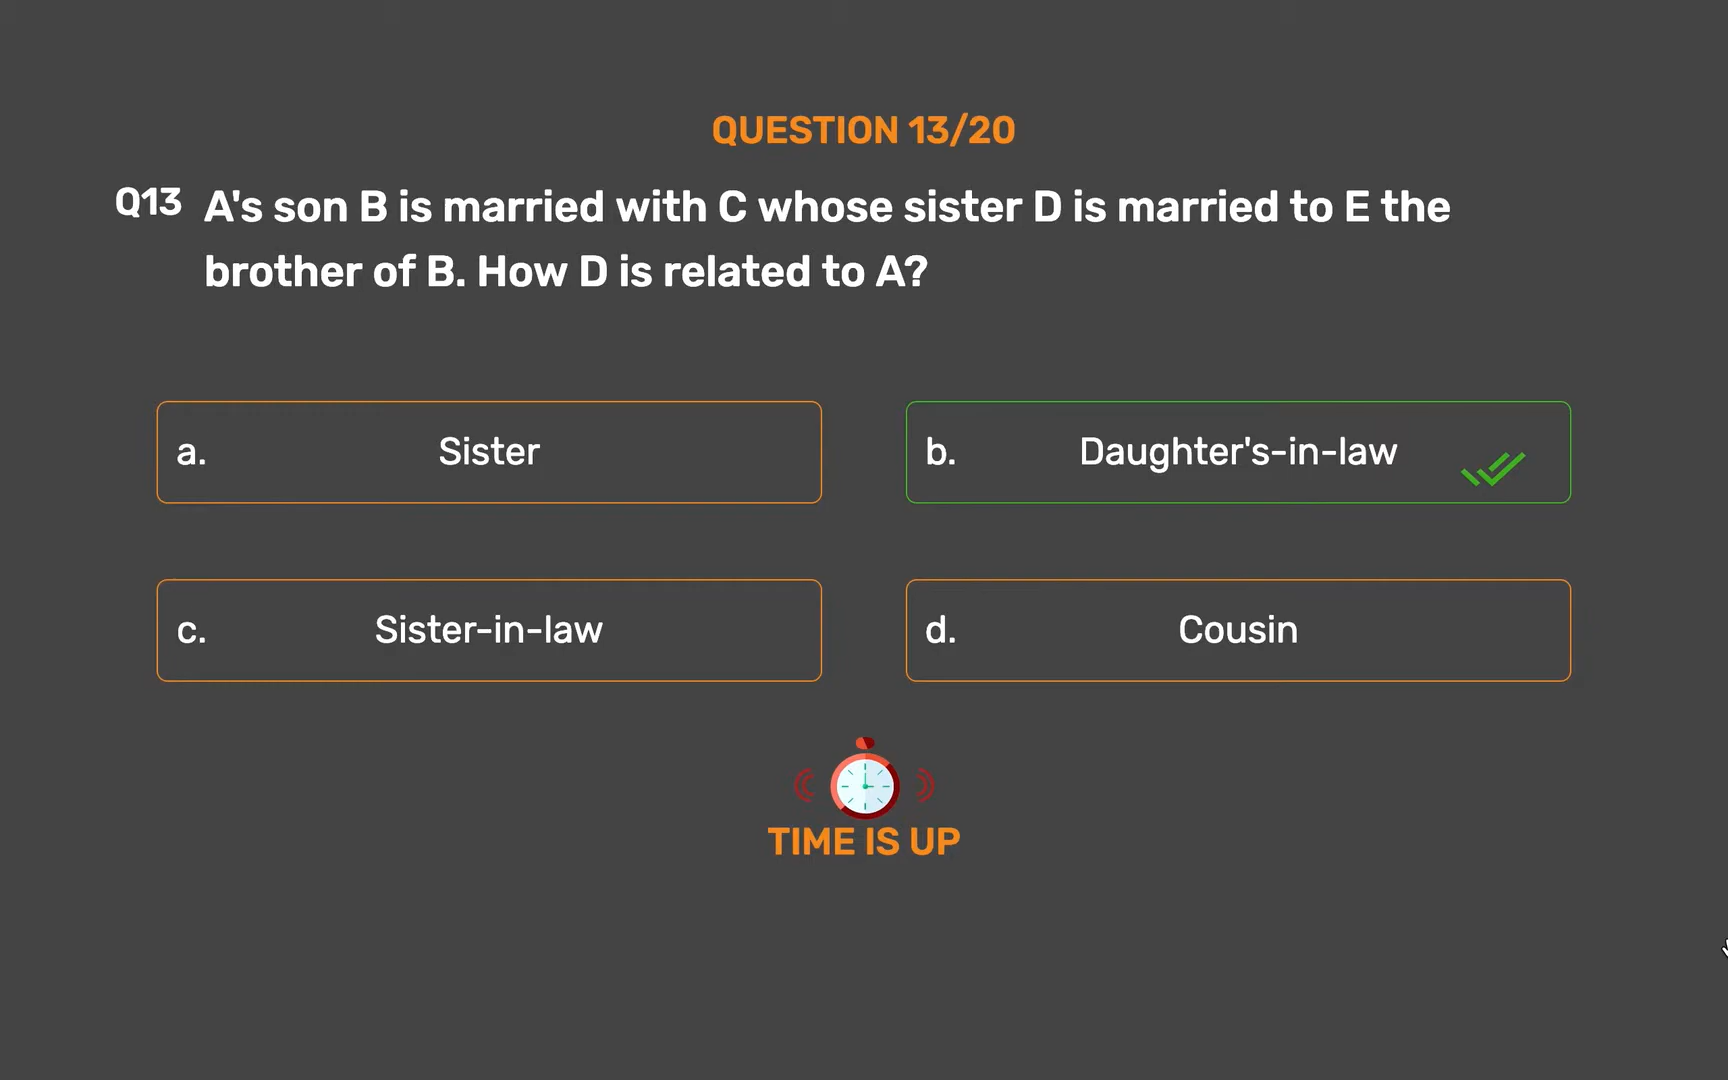 QUESTION 13/20
Q13 A's son B is married with C whose sister D is married to E the
brother of B. How D is related to A?
a. Sister
b. Daughter's-in-law
c. Sister-in-law
d. Cousin
TIME IS UP